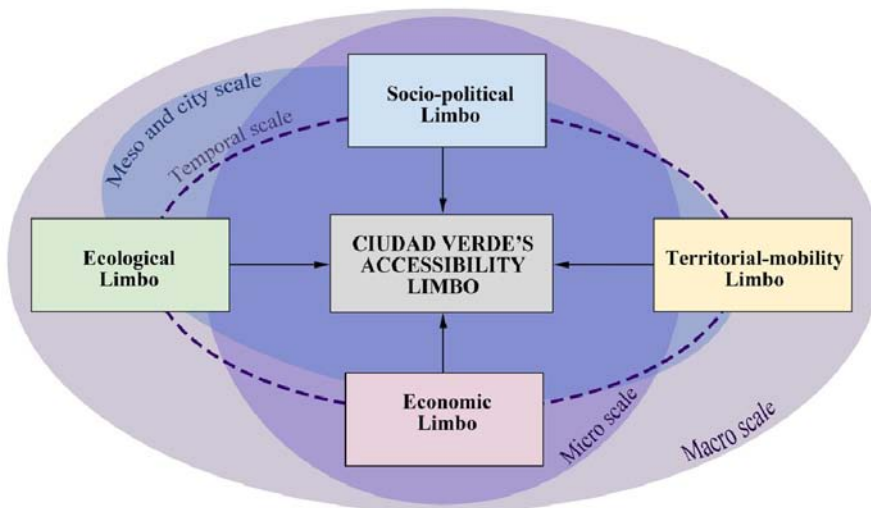 Socio-political
Limbo
Meso and city scale
Temporal scale
Ecological
Limbo
CIUDAD VERDE'S
ACCESSIBILITY
LIMBO
Territorial-mobility
Limbo
Economic
Limbo
Micro scale
Macro scale